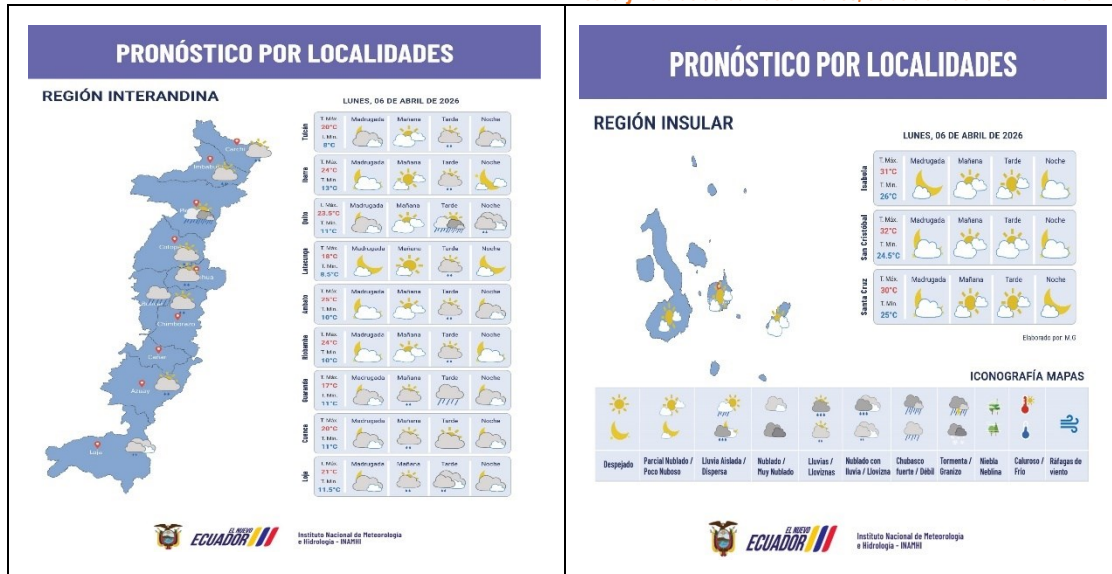 PRONÓSTICO POR LOCALIDADES
REGIÓN INTERANDINA
LUNES, 06 DE ABRIL DE 2026
Tulcán
T. Máx.
T. Mín.
8°C
Madrugada Mañana Tarde Noche
Ibarra
T. Máx.
24°C
T. Mín.
13°C
Madrugada Mañana Tarde Noche
Quito
T. Máx.
23.5°C
T. Mín.
11°C
Madrugada Mañana Tarde Noche
Latacunga
T. Máx.
18°C
T. Mín.
8.5°C
Madrugada Mañana Tarde Noche
Ambato
T. Máx.
T. Mín.
10°C
Madrugada Mañana Tarde Noche
Riobamba
T. Máx.
24°C
T. Mín.
10°C
Madrugada Mañana Tarde Noche
Guaranda
T. Máx.
17°C
T. Mín.
11°C
Madrugada Mañana Tarde Noche
Cuenca
T. Máx.
20°C
T. Mín.
11°C
Madrugada Mañana Tarde Noche
Loja
T. Máx.
21°C
T. Mín.
11.5°C
Madrugada Mañana Tarde Noche
Carchi
Chimborazo
Cañar
Azuay
Loja
EL NUEVO
ECUADOR
Instituto Nacional de Meteorología
e Hidrología - INAMHI
PRONÓSTICO POR LOCALIDADES
REGIÓN INSULAR
LUNES, 06 DE ABRIL DE 2026
Isabela
T. Máx.
31°C
T. Mín.
26°C
Madrugada Mañana Tarde Noche
San Cristóbal
T. Máx.
32°C
T. Mín.
24.5°C
Madrugada Mañana Tarde Noche
Santa Cruz
T. Máx.
30°C
T. Mín.
25°C
Madrugada Mañana Tarde Noche
Elaborado por: M.G
ICONOGRAFÍA MAPAS
Despejado
Parcial Nublado /
Poco Nuboso
Lluvia Aislada /
Dispersa
Nublado /
Muy Nublado
Lluvias /
Lloviznas
Nublado con
lluvia / Llovizna
Chubasco
fuerte / Débil
Tormenta /
Granizo
Niebla
Neblina
Caluroso /
Frío
Ráfagas de
viento
EL NUEVO
ECUADOR
Instituto Nacional de Meteorología
e Hidrología - INAMHI